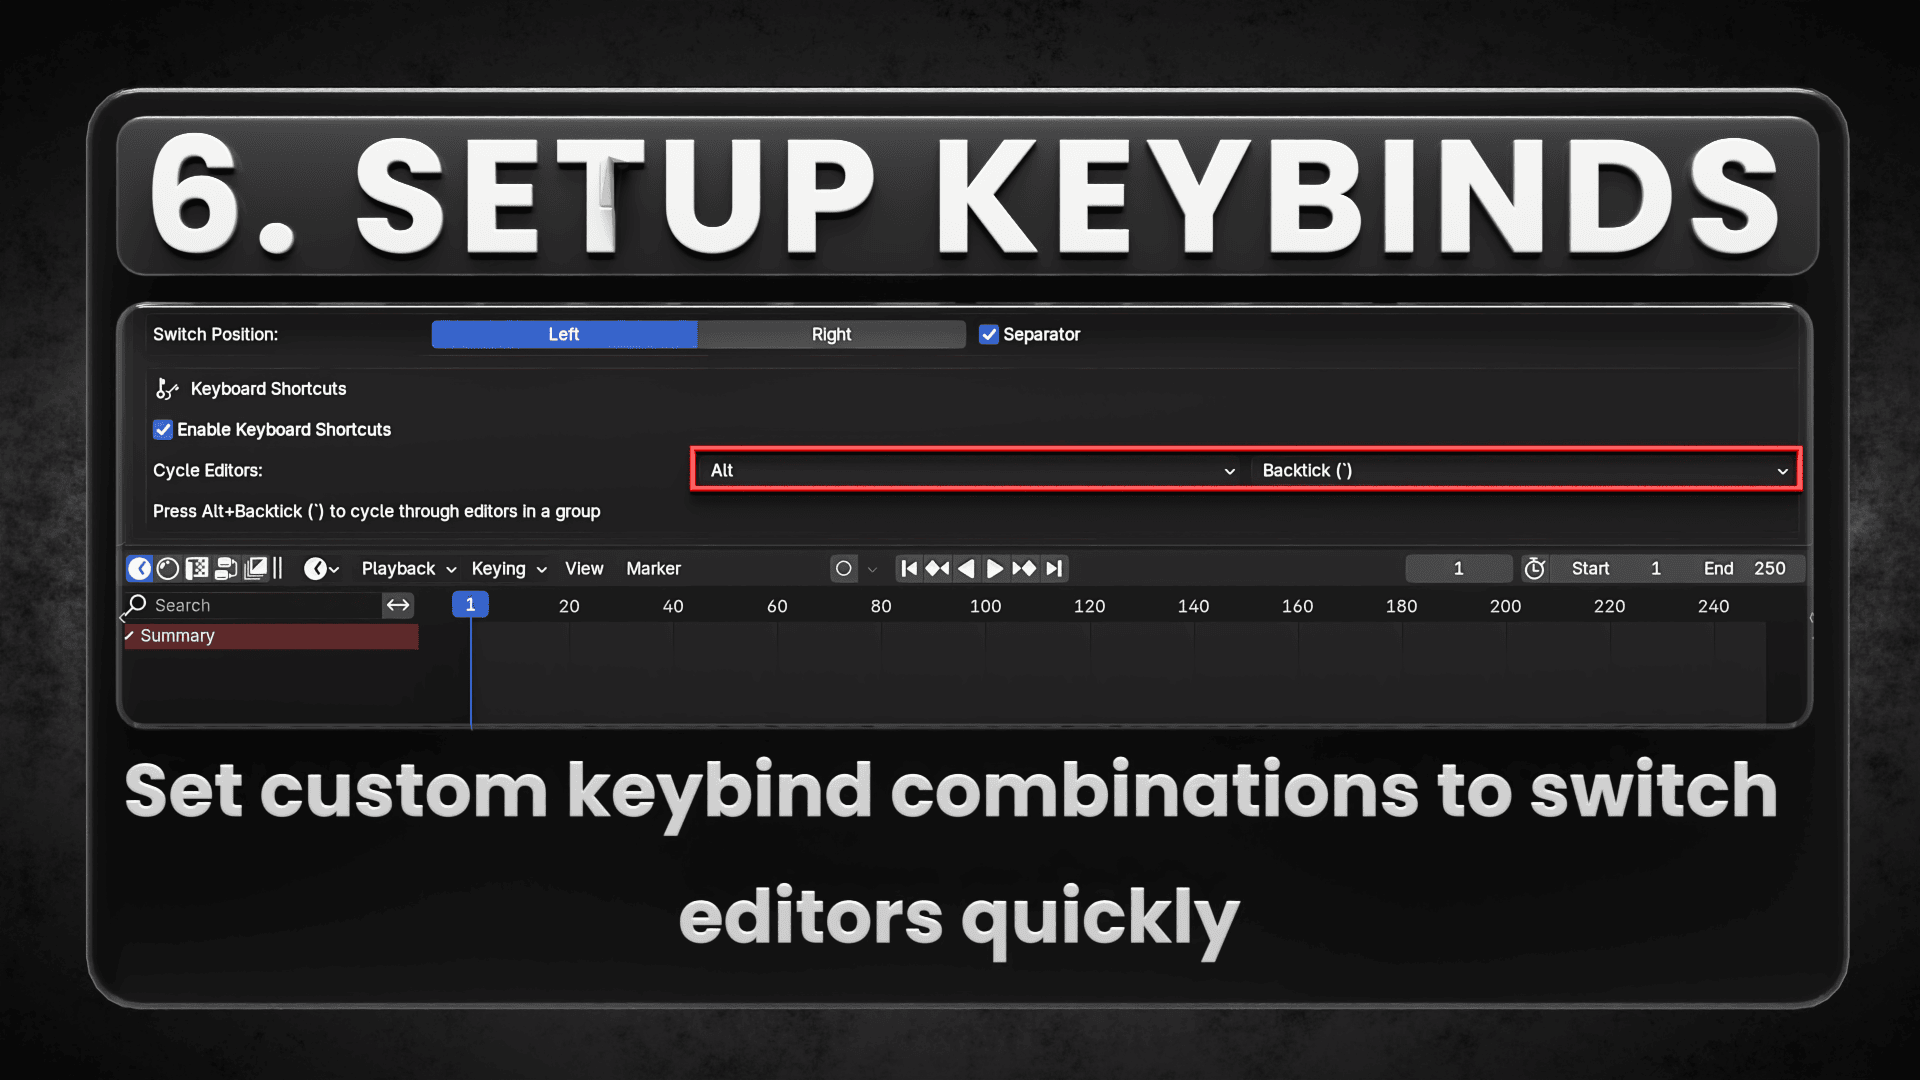 6. SETUP KEYBINDS
Switch Position: Left Right Separator
Keyboard Shortcuts
Enable Keyboard Shortcuts
Cycle Editors: Alt Backtick (`)
Press Alt+Backtick (`) to cycle through editors in a group
Playback Keying View Marker 1 Start 1 End 250
Search 1 20 40 60 80 100 120 140 160 180 200 220 240
Summary
Set custom keybind combinations to switch
editors quickly